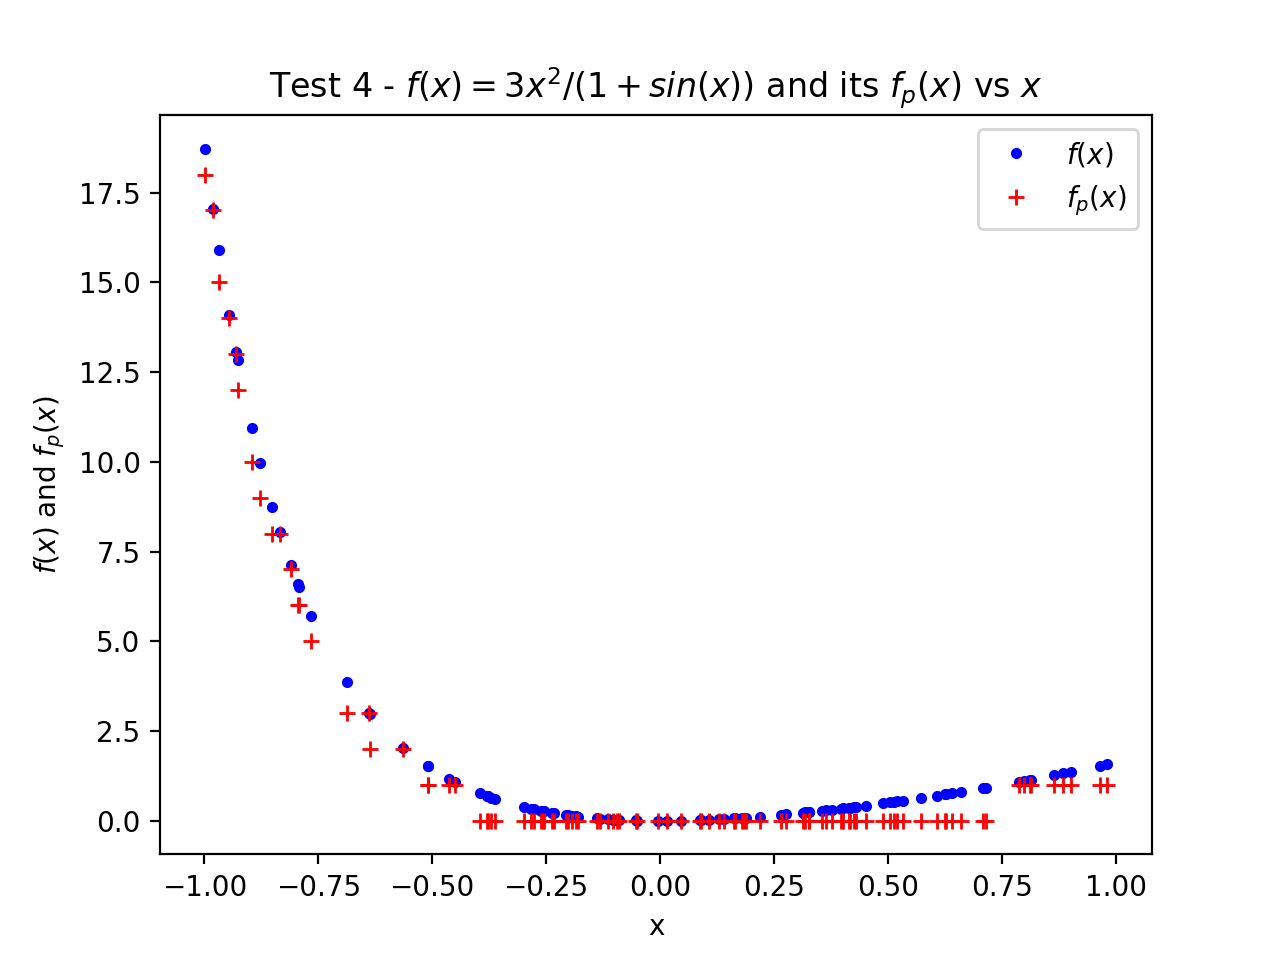 Test 4 - f(x) = 3x²/(1 + sin(x)) and its fₚ(x) vs x
f(x)
fₚ(x)
f(x) and fₚ(x)
17.5
15.0
12.5
10.0
7.5
5.0
2.5
0.0
−1.00 −0.75 −0.50 −0.25 0.00 0.25 0.50 0.75 1.00
x